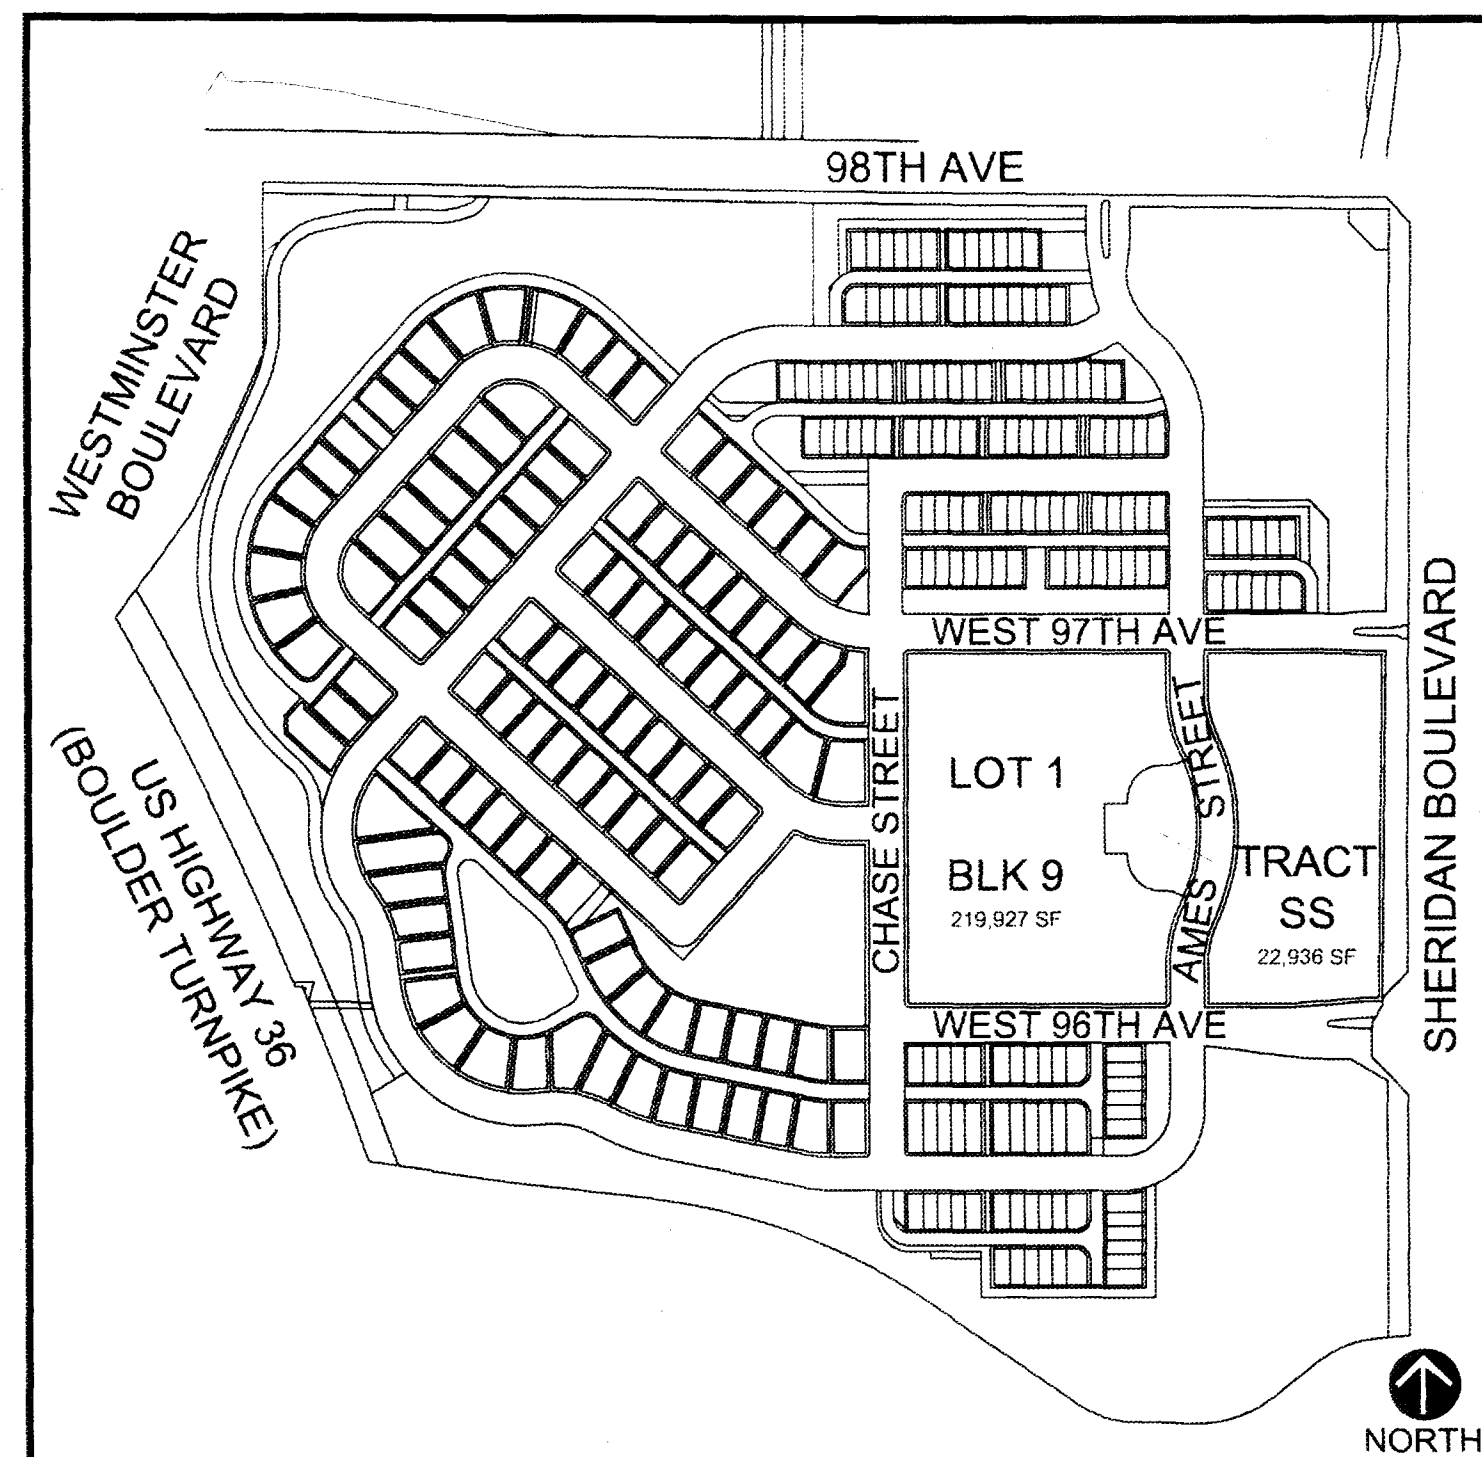 98TH AVE
WESTMINSTER
BOULEVARD
WEST 97TH AVE
SHERIDAN BOULEVARD
CHASE STREET
AMES STREET
LOT 1
BLK 9
219,927 SF
TRACT
SS
22,936 SF
US HIGHWAY 36
(BOULDER TURNPIKE)
WEST 96TH AVE
NORTH